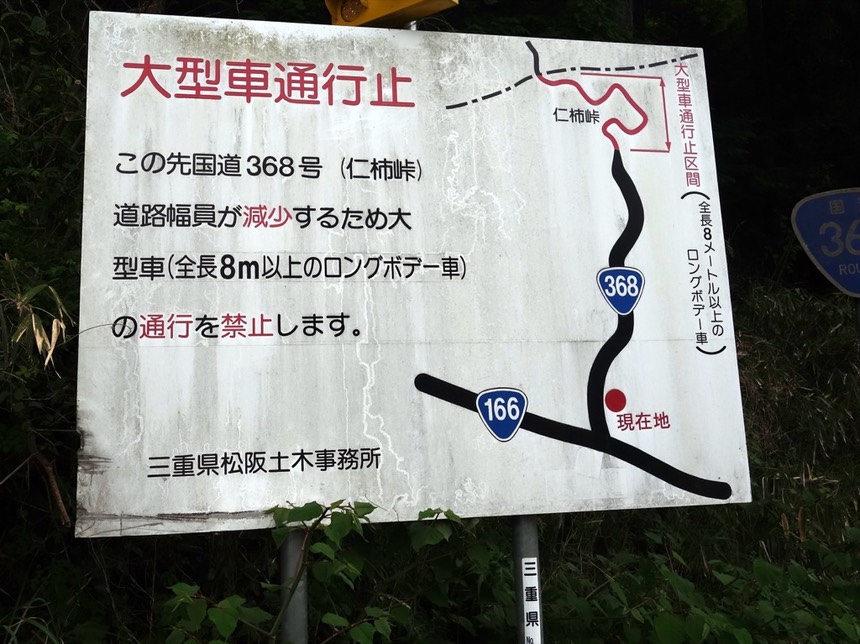 大型車通行止
この先国道368号（仁柿峠）
道路幅員が減少するため大
型車（全長8m以上のロングボデー車）
の通行を禁止します。
三重県松阪土木事務所
仁柿峠
大型車通行止区間
（全長8メートル以上の
ロングボデー車）
368
166
現在地
国
36
ROU
三重県
No